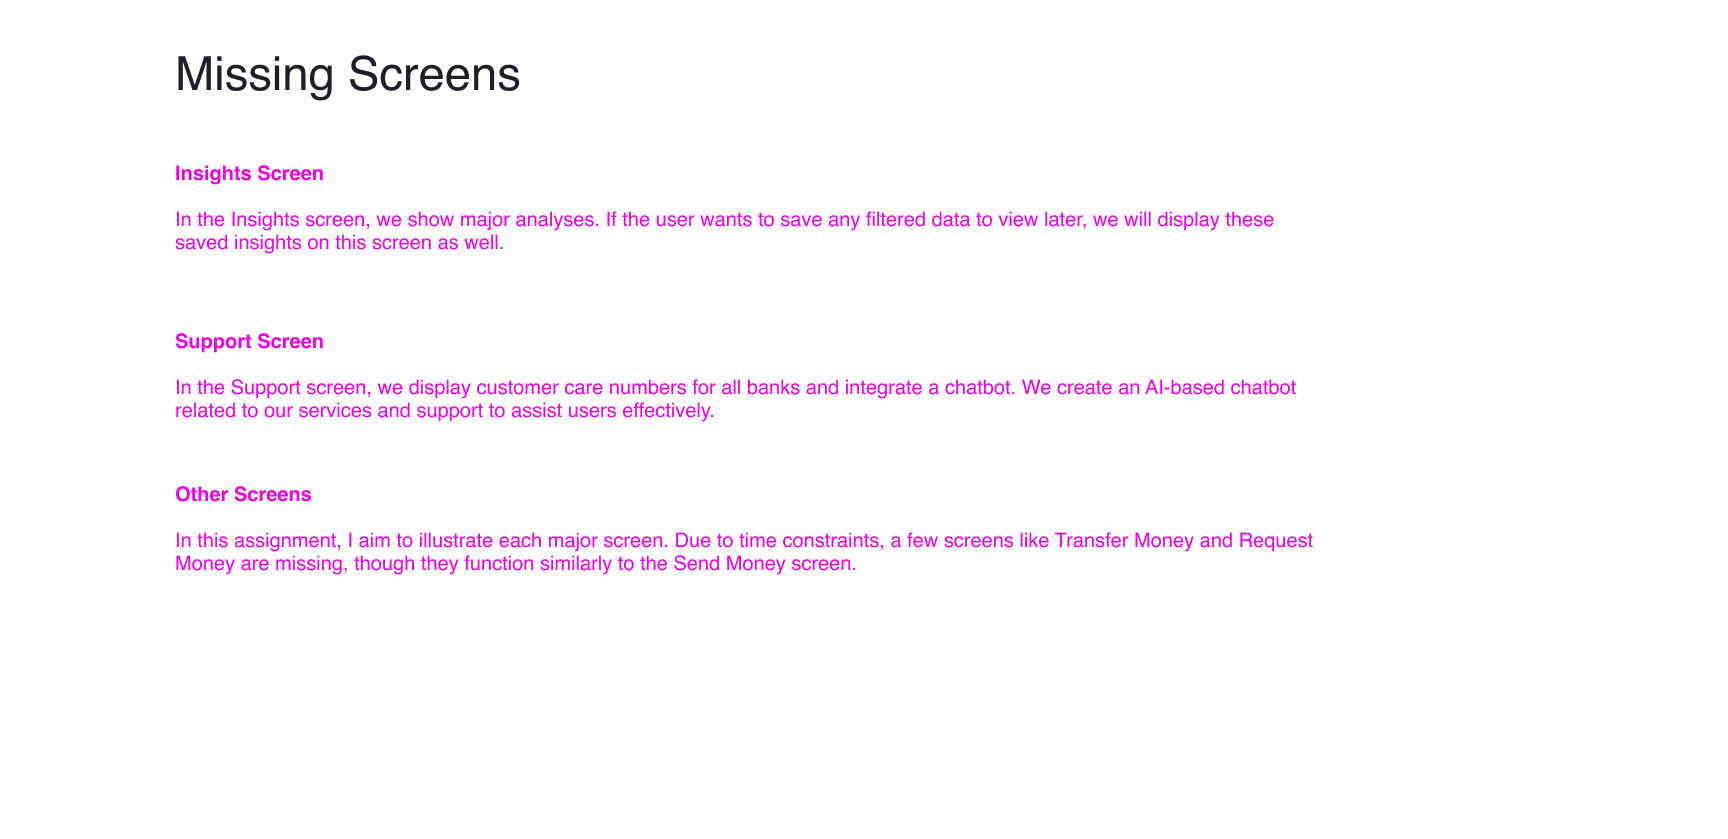 Missing Screens
Insights Screen
In the Insights screen, we show major analyses. If the user wants to save any filtered data to view later, we will display these
saved insights on this screen as well.
Support Screen
In the Support screen, we display customer care numbers for all banks and integrate a chatbot. We create an AI-based chatbot
related to our services and support to assist users effectively.
Other Screens
In this assignment, I aim to illustrate each major screen. Due to time constraints, a few screens like Transfer Money and Request
Money are missing, though they function similarly to the Send Money screen.